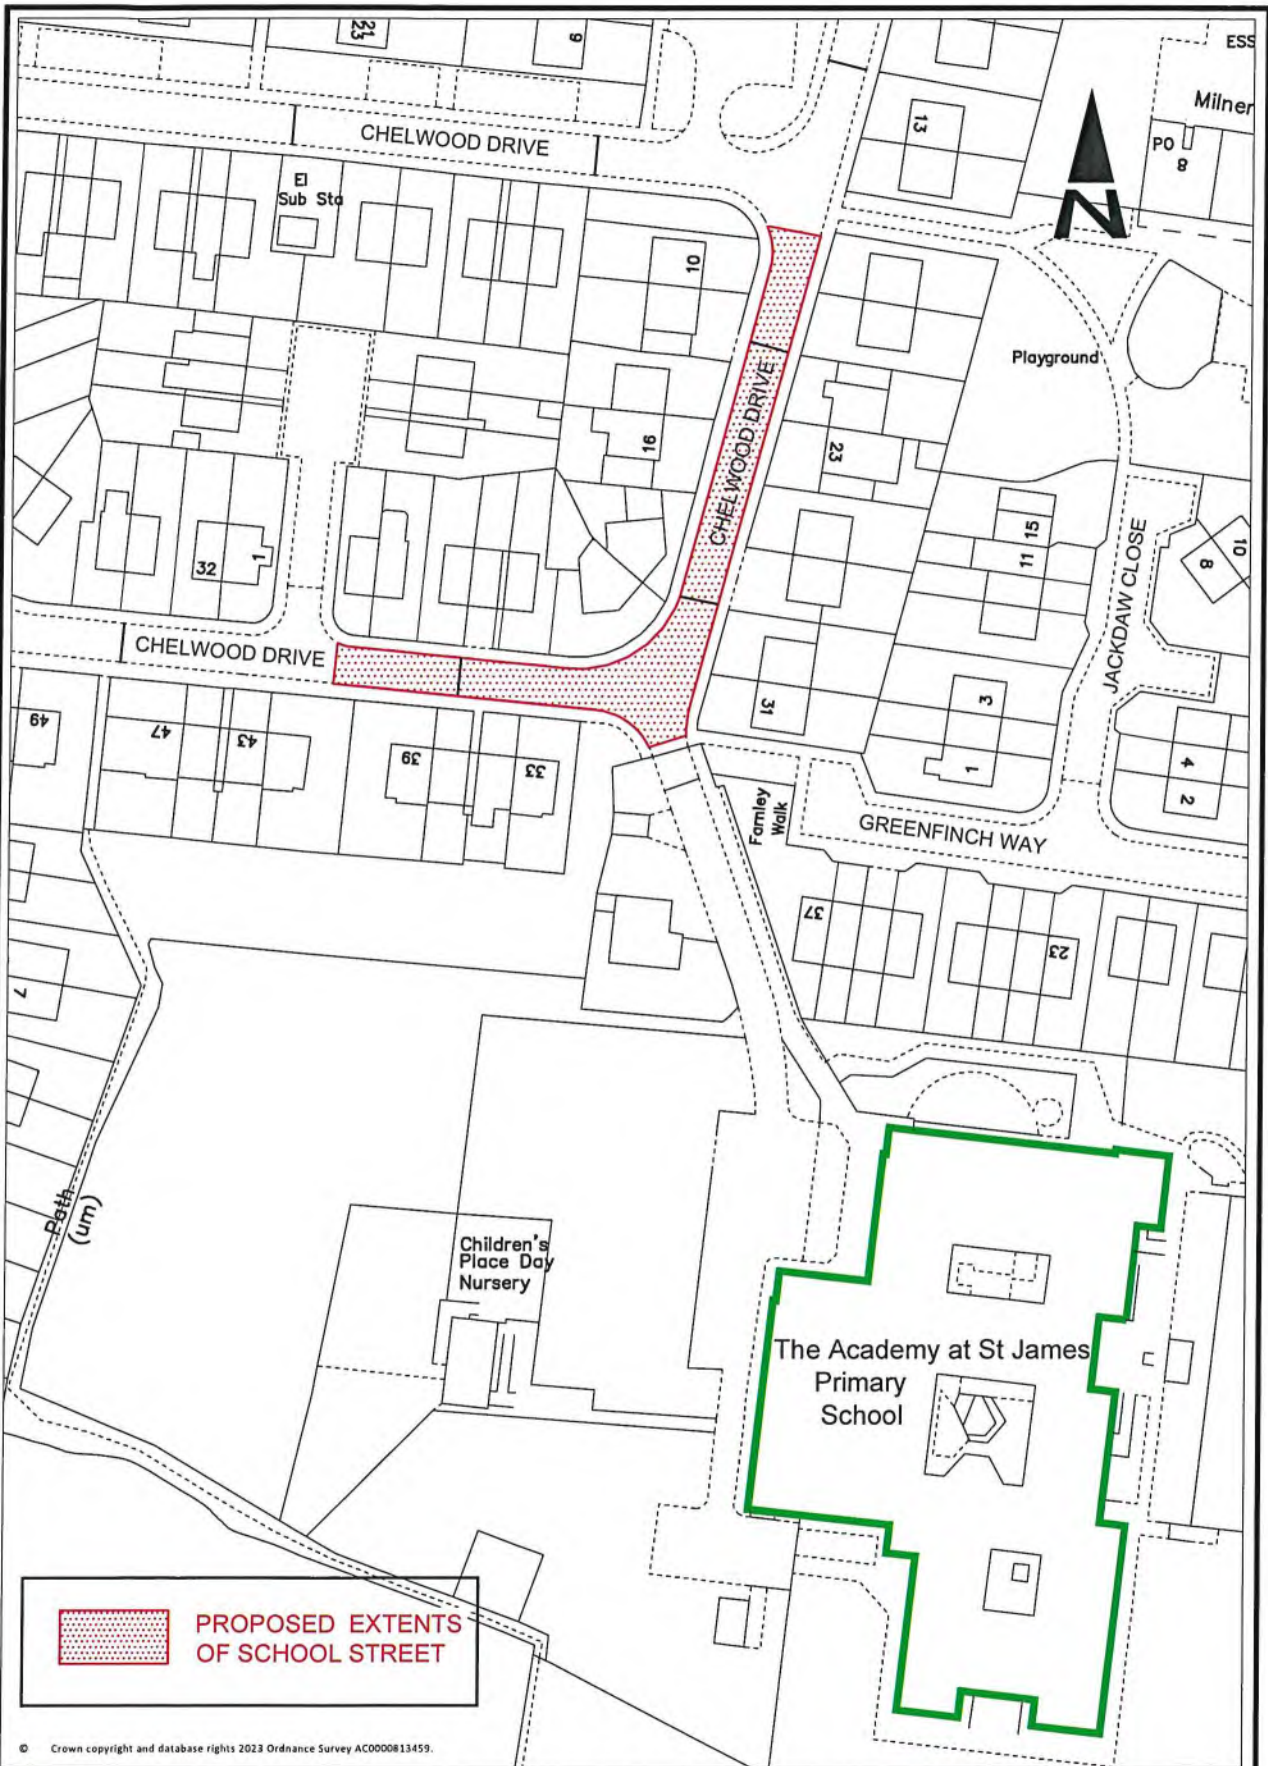 21
23
9
ESS
Milner
13
PO
8
CHELWOOD DRIVE
El
Sub Sta
N
10
Playground
CHELWOOD DRIVE
16
23
15
11
10
8
32
1
JACKDAW CLOSE
CHELWOOD DRIVE
31
3
1
49
47
43
39
33
4
2
Farnley
Walk
GREENFINCH WAY
37
23
7
Path
(um)
Children's
Place Day
Nursery
The Academy at St James
Primary
School
PROPOSED EXTENTS
OF SCHOOL STREET
© Crown copyright and database rights 2023 Ordnance Survey AC0000813459.